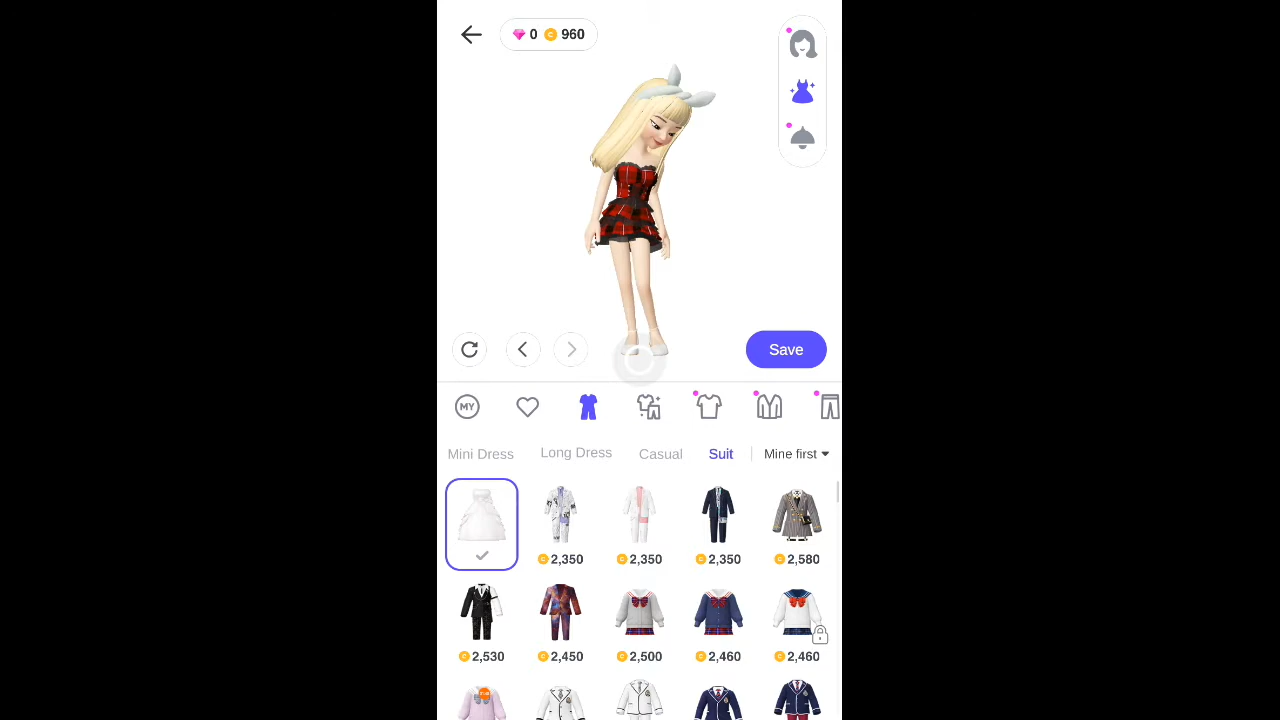 0 C 960
Save
MY
Mini Dress Long Dress Casual Suit Mine first
C 2,350 C 2,350 C 2,350 C 2,580
C 2,530 C 2,450 C 2,500 C 2,460 C 2,460